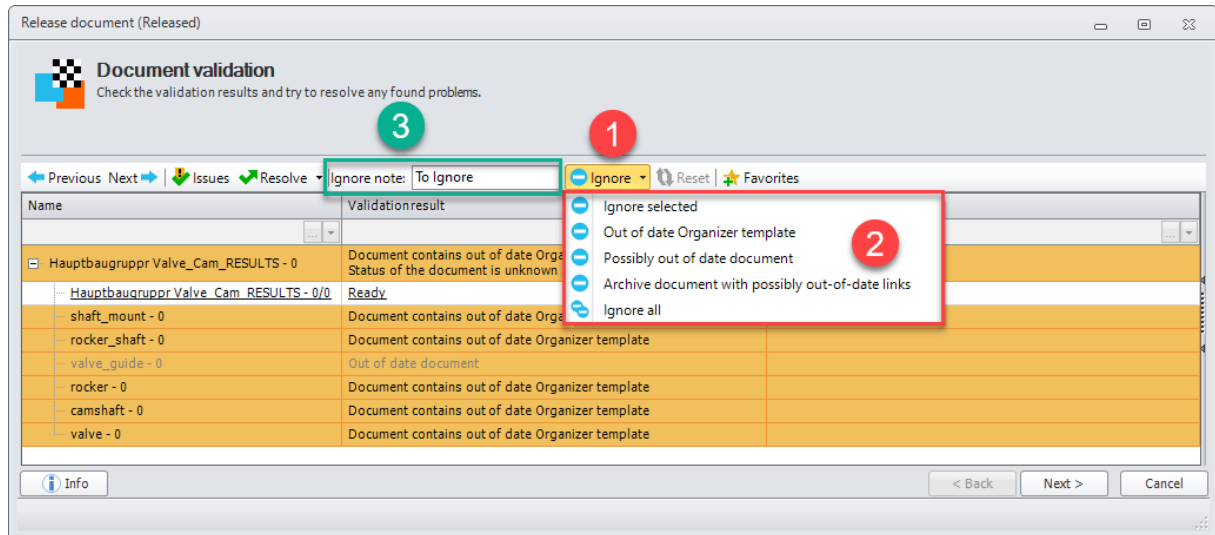 Release document (Released)
Document validation
Check the validation results and try to resolve any found problems.
3
1
Previous Next Issues Resolve Ignore note: To Ignore Ignore Reset Favorites
Name Validation result
Ignore selected
Out of date Organizer template
2
Possibly out of date document
Archive document with possibly out-of-date links
Ignore all
... ...
Hauptbaugruppr Valve_Cam_RESULTS - 0 Document contains out of date Orga
Status of the document is unknown
Hauptbaugruppr Valve_Cam_RESULTS - 0/0 Ready
shaft_mount - 0 Document contains out of date Orga
rocker_shaft - 0 Document contains out of date Organizer template
valve_guide - 0 Out of date document
rocker - 0 Document contains out of date Organizer template
camshaft - 0 Document contains out of date Organizer template
valve - 0 Document contains out of date Organizer template
i Info < Back Next > Cancel